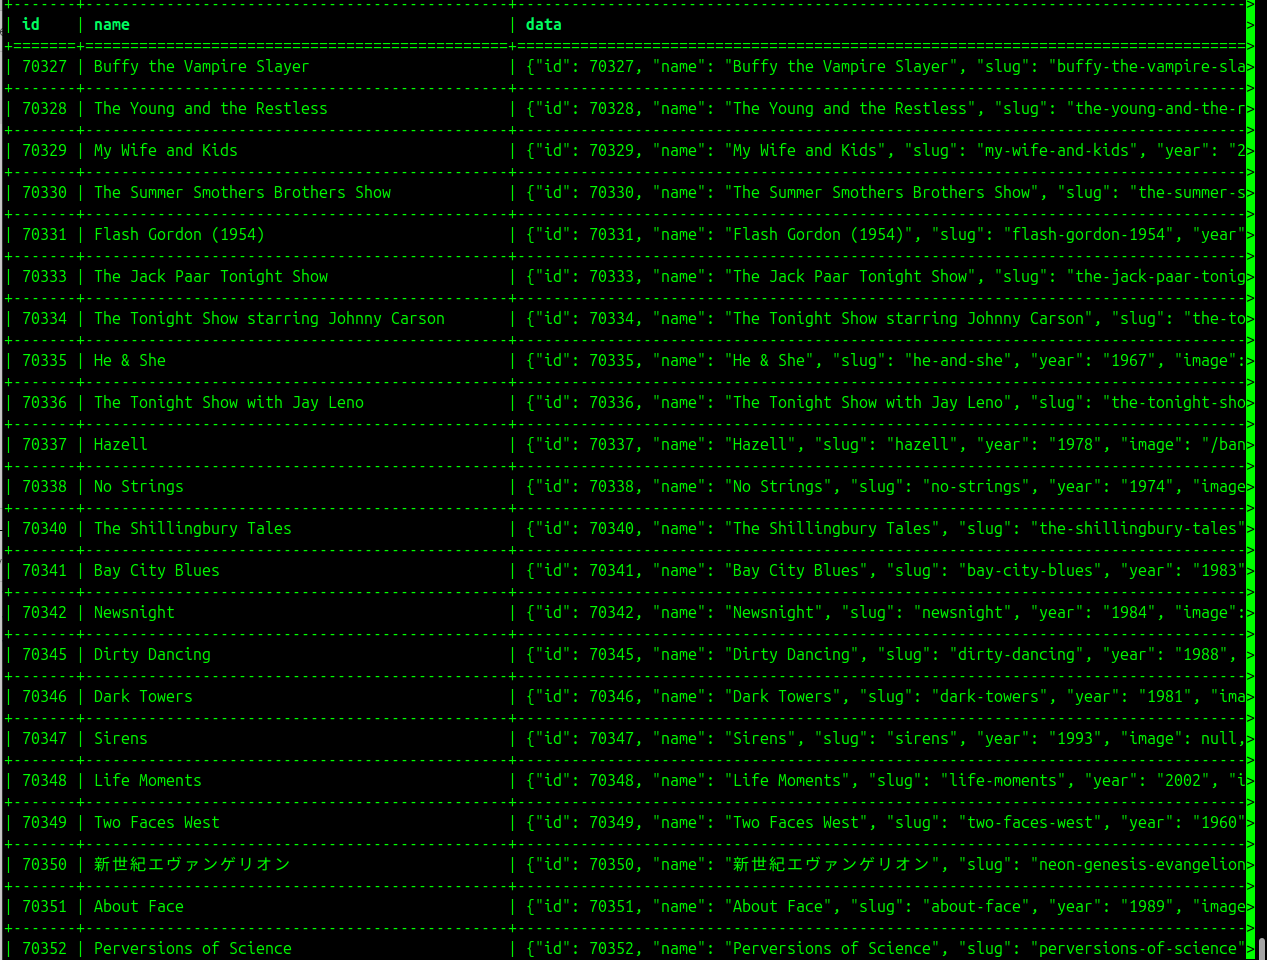 | id | name | data >
| 70327 | Buffy the Vampire Slayer | {"id": 70327, "name": "Buffy the Vampire Slayer", "slug": "buffy-the-vampire-sla>
| 70328 | The Young and the Restless | {"id": 70328, "name": "The Young and the Restless", "slug": "the-young-and-the-r>
| 70329 | My Wife and Kids | {"id": 70329, "name": "My Wife and Kids", "slug": "my-wife-and-kids", "year": "2>
| 70330 | The Summer Smothers Brothers Show | {"id": 70330, "name": "The Summer Smothers Brothers Show", "slug": "the-summer-s>
| 70331 | Flash Gordon (1954) | {"id": 70331, "name": "Flash Gordon (1954)", "slug": "flash-gordon-1954", "year">
| 70333 | The Jack Paar Tonight Show | {"id": 70333, "name": "The Jack Paar Tonight Show", "slug": "the-jack-paar-tonig>
| 70334 | The Tonight Show starring Johnny Carson | {"id": 70334, "name": "The Tonight Show starring Johnny Carson", "slug": "the-to>
| 70335 | He & She | {"id": 70335, "name": "He & She", "slug": "he-and-she", "year": "1967", "image":>
| 70336 | The Tonight Show with Jay Leno | {"id": 70336, "name": "The Tonight Show with Jay Leno", "slug": "the-tonight-sho>
| 70337 | Hazell | {"id": 70337, "name": "Hazell", "slug": "hazell", "year": "1978", "image": "/ban>
| 70338 | No Strings | {"id": 70338, "name": "No Strings", "slug": "no-strings", "year": "1974", "image>
| 70340 | The Shillingbury Tales | {"id": 70340, "name": "The Shillingbury Tales", "slug": "the-shillingbury-tales">
| 70341 | Bay City Blues | {"id": 70341, "name": "Bay City Blues", "slug": "bay-city-blues", "year": "1983">
| 70342 | Newsnight | {"id": 70342, "name": "Newsnight", "slug": "newsnight", "year": "1984", "image":>
| 70345 | Dirty Dancing | {"id": 70345, "name": "Dirty Dancing", "slug": "dirty-dancing", "year": "1988", >
| 70346 | Dark Towers | {"id": 70346, "name": "Dark Towers", "slug": "dark-towers", "year": "1981", "ima>
| 70347 | Sirens | {"id": 70347, "name": "Sirens", "slug": "sirens", "year": "1993", "image": null,>
| 70348 | Life Moments | {"id": 70348, "name": "Life Moments", "slug": "life-moments", "year": "2002", "i>
| 70349 | Two Faces West | {"id": 70349, "name": "Two Faces West", "slug": "two-faces-west", "year": "1960">
| 70350 | 新世紀エヴァンゲリオン | {"id": 70350, "name": "新世紀エヴァンゲリオン", "slug": "neon-genesis-evangelion>
| 70351 | About Face | {"id": 70351, "name": "About Face", "slug": "about-face", "year": "1989", "image>
| 70352 | Perversions of Science | {"id": 70352, "name": "Perversions of Science", "slug": "perversions-of-science">